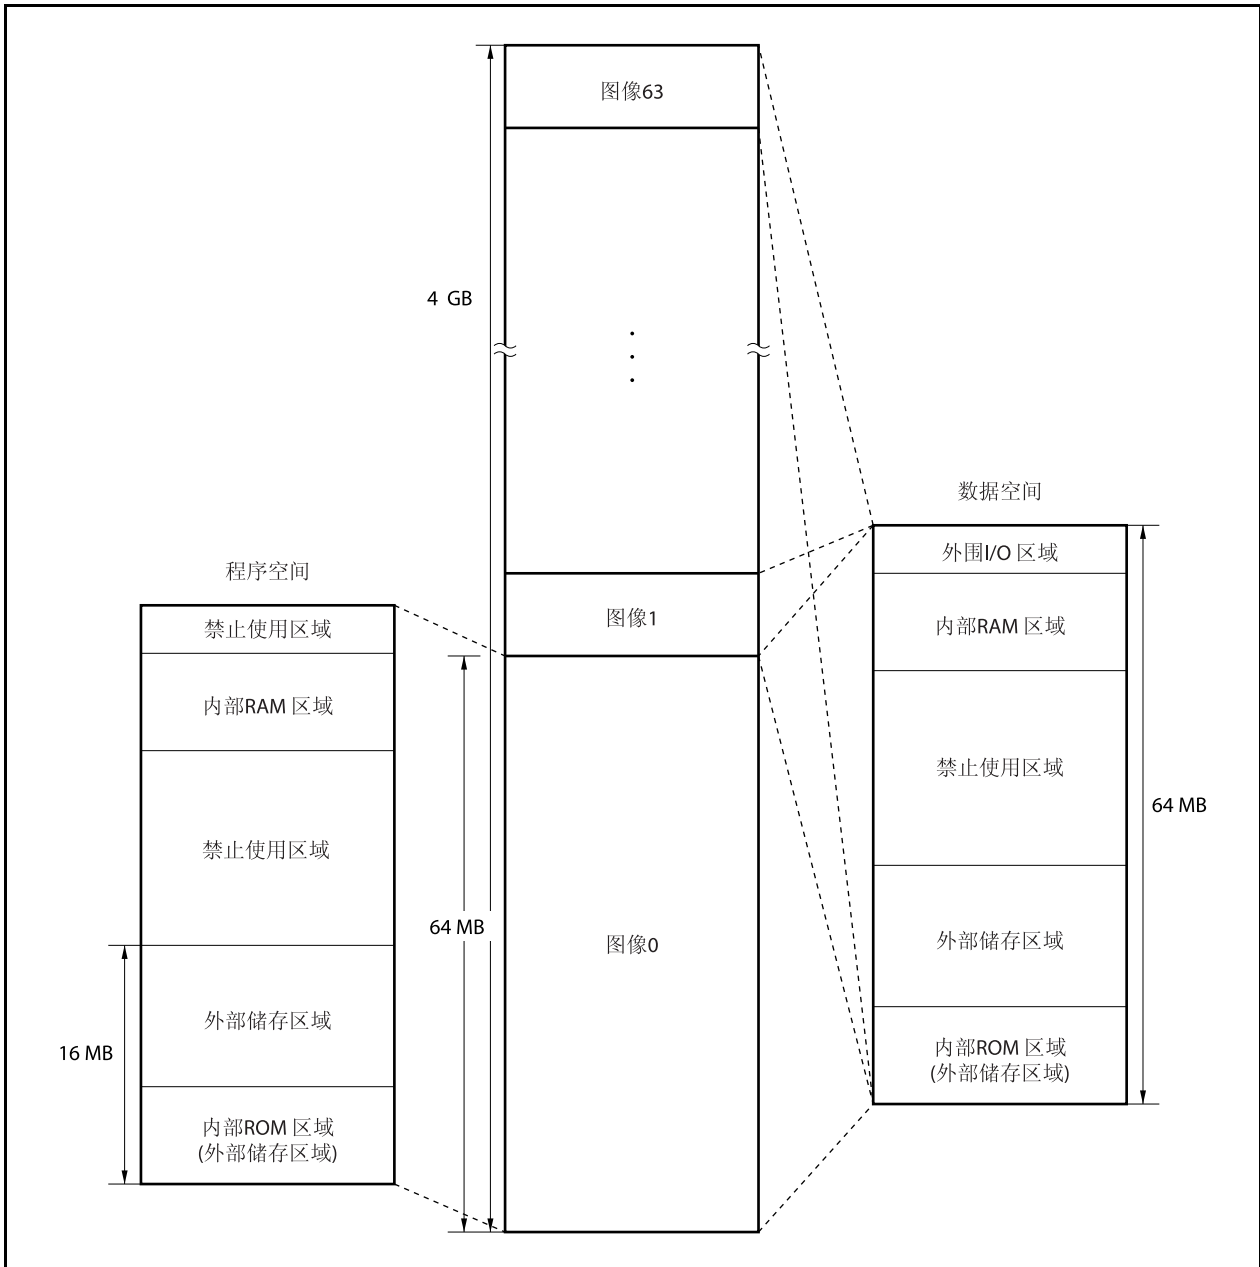 图像63
4 GB
数据空间
外围I/O 区域
程序空间
图像1
内部RAM 区域
禁止使用区域
内部RAM 区域
禁止使用区域
64 MB
禁止使用区域
64 MB
图像0
外部储存区域
外部储存区域
16 MB
内部ROM 区域
(外部储存区域)
内部ROM 区域
(外部储存区域)